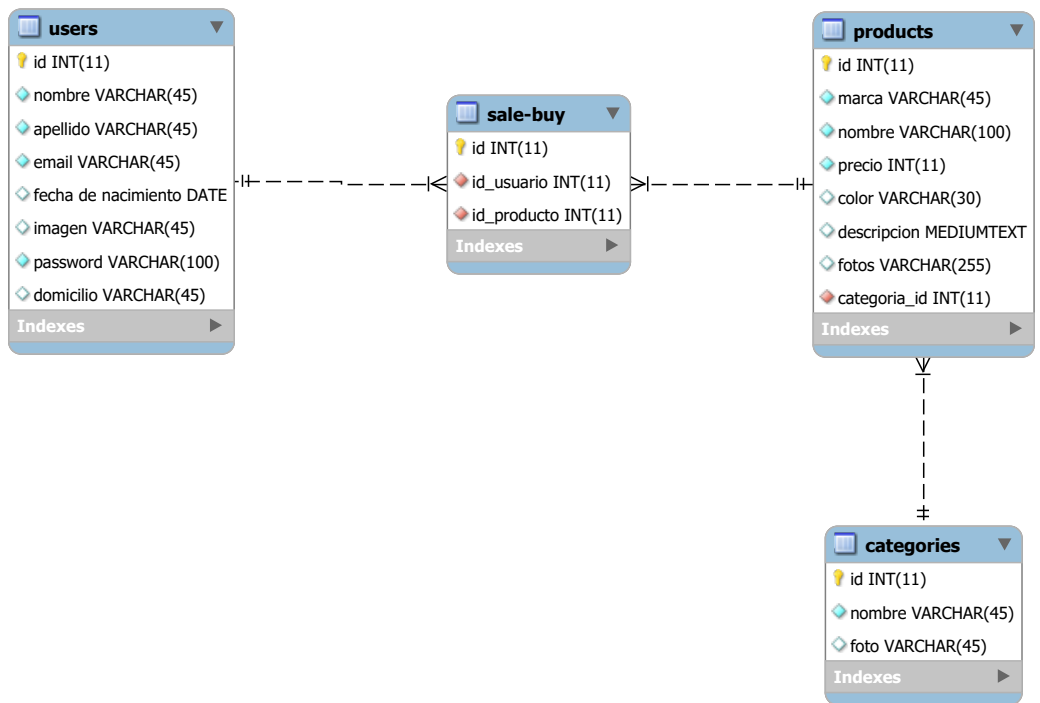 users
id INT(11)
nombre VARCHAR(45)
apellido VARCHAR(45)
email VARCHAR(45)
fecha de nacimiento DATE
imagen VARCHAR(45)
password VARCHAR(100)
domicilio VARCHAR(45)
Indexes
sale-buy
id INT(11)
id_usuario INT(11)
id_producto INT(11)
Indexes
products
id INT(11)
marca VARCHAR(45)
nombre VARCHAR(100)
precio INT(11)
color VARCHAR(30)
descripcion MEDIUMTEXT
fotos VARCHAR(255)
categoria_id INT(11)
Indexes
categories
id INT(11)
nombre VARCHAR(45)
foto VARCHAR(45)
Indexes